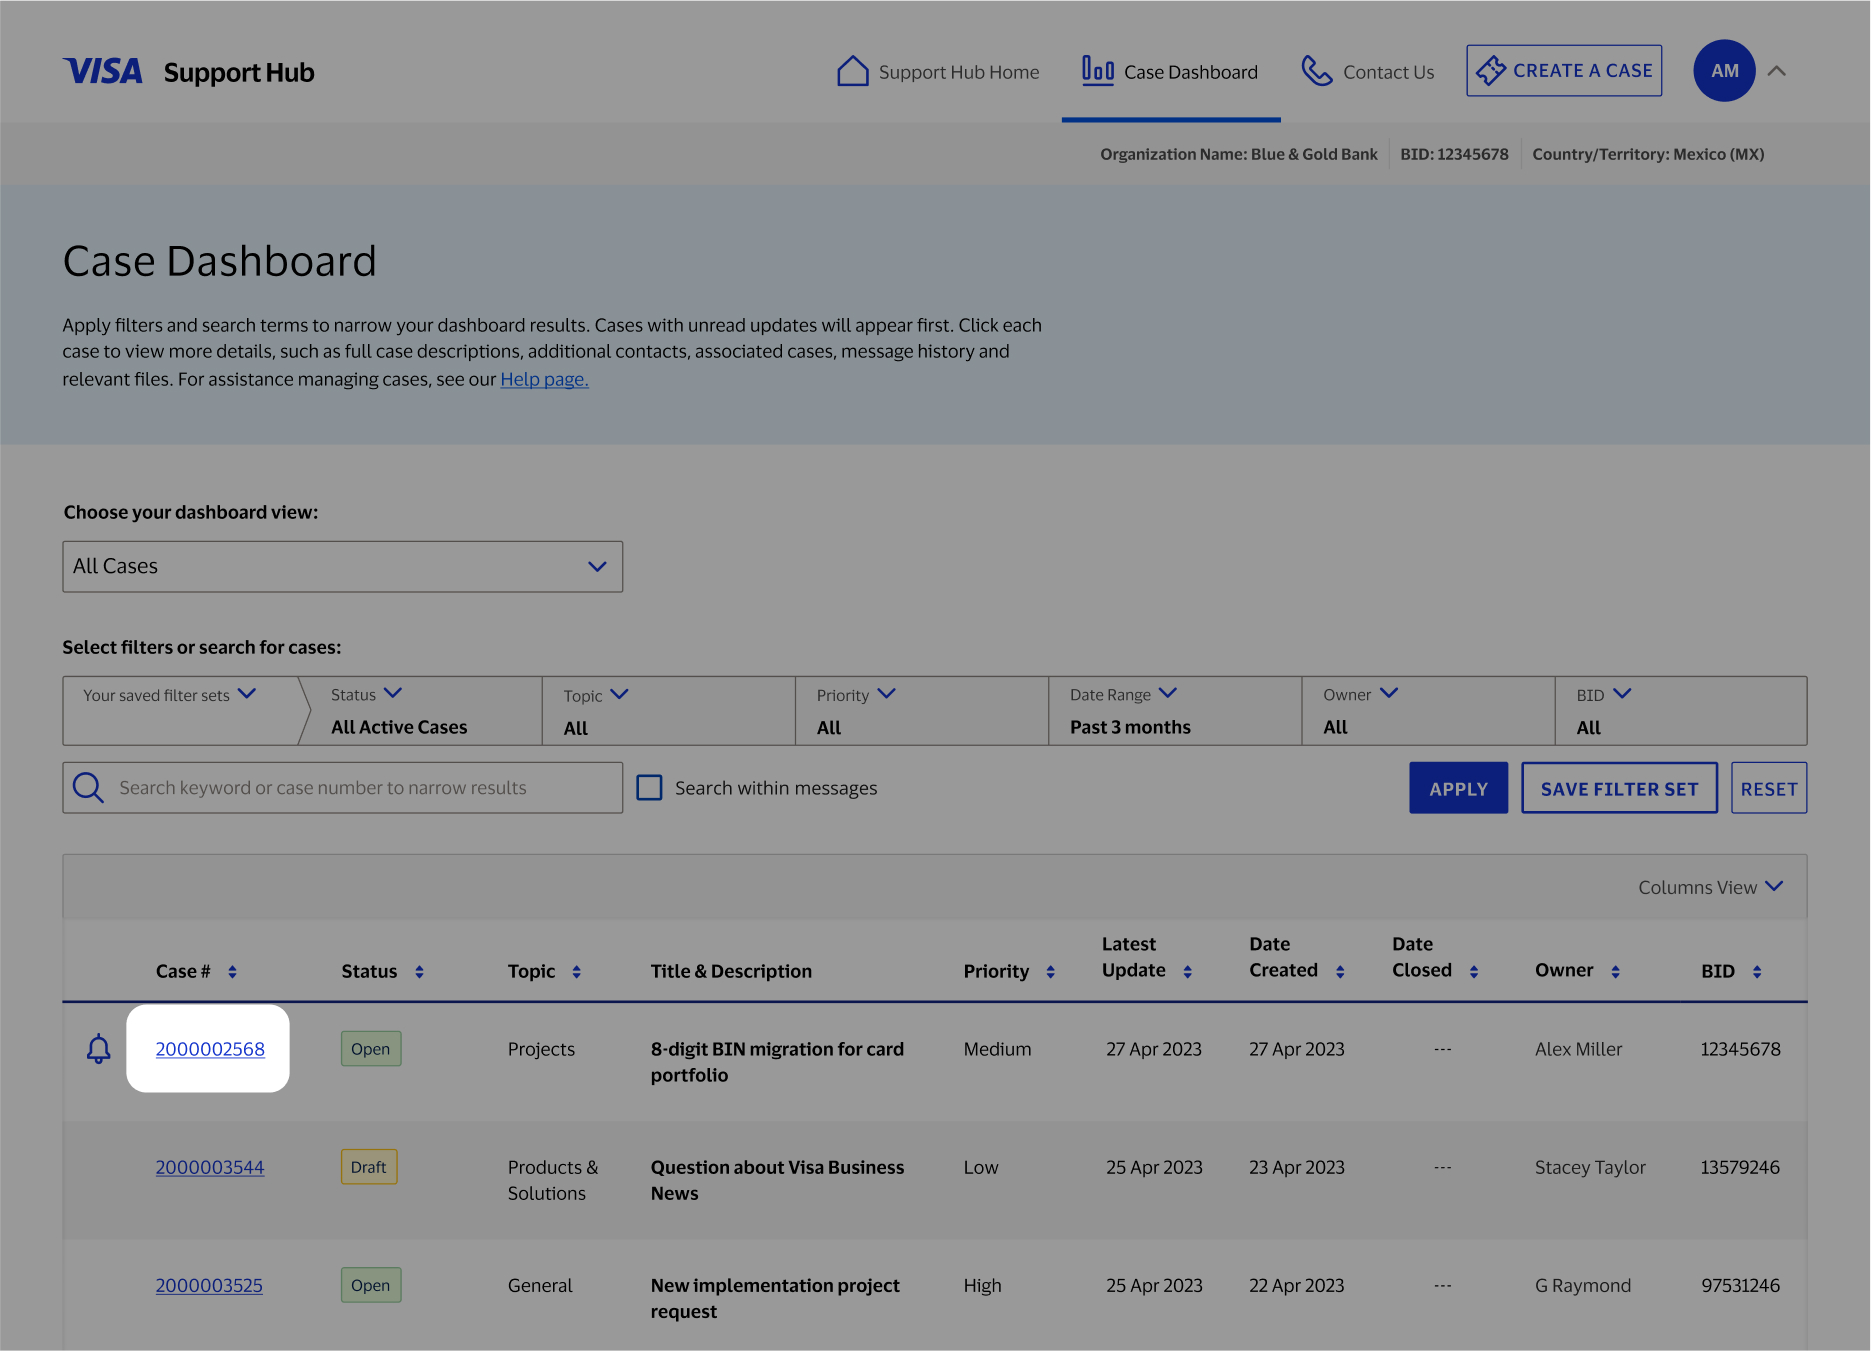 VISA Support Hub
Support Hub Home
Case Dashboard
Contact Us
CREATE A CASE
AM
Organization Name: Blue & Gold Bank
BID: 12345678
Country/Territory: Mexico (MX)
Case Dashboard
Apply filters and search terms to narrow your dashboard results. Cases with unread updates will appear first. Click each
case to view more details, such as full case descriptions, additional contacts, associated cases, message history and
relevant files. For assistance managing cases, see our Help page.
Choose your dashboard view:
All Cases
Select filters or search for cases:
Your saved filter sets
Status
All Active Cases
Topic
All
Priority
All
Date Range
Past 3 months
Owner
All
BID
All
Search keyword or case number to narrow results
Search within messages
APPLY
SAVE FILTER SET
RESET
Columns View
Case #
Status
Topic
Title & Description
Priority
Latest
Update
Date
Created
Date
Closed
Owner
BID
2000002568
Open
Projects
8-digit BIN migration for card
portfolio
Medium
27 Apr 2023
27 Apr 2023
---
Alex Miller
12345678
2000003544
Draft
Products &
Solutions
Question about Visa Business
News
Low
25 Apr 2023
23 Apr 2023
---
Stacey Taylor
13579246
2000003525
Open
General
New implementation project
request
High
25 Apr 2023
22 Apr 2023
---
G Raymond
97531246